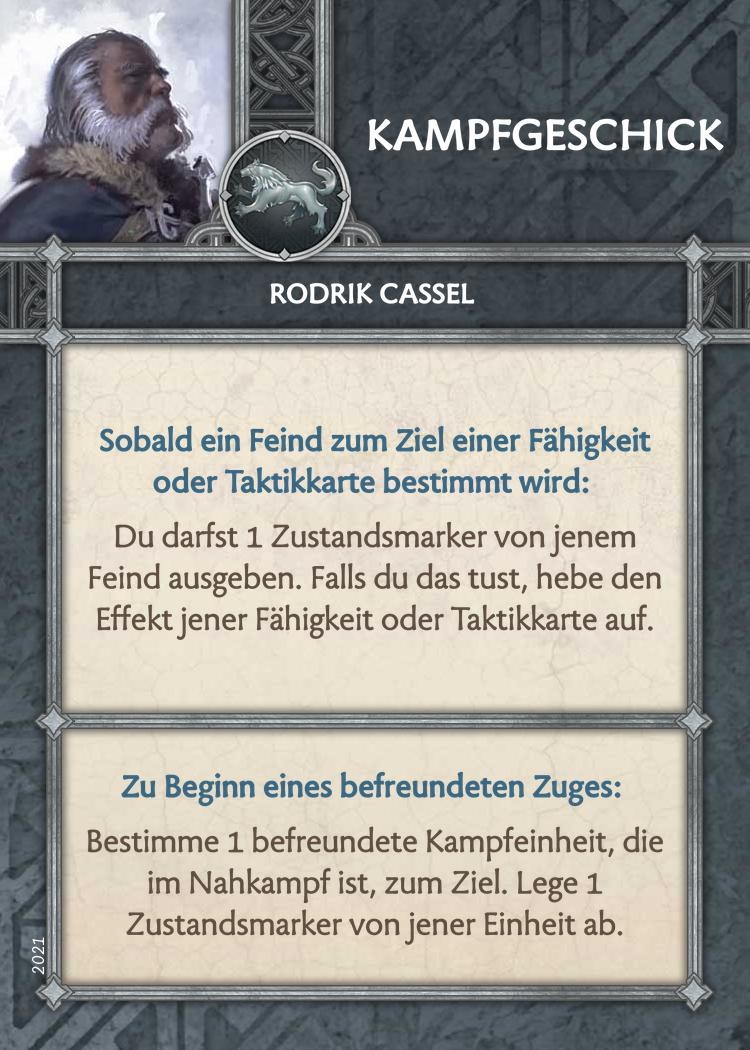 KAMPFGESCHICK
RODRIK CASSEL
Sobald ein Feind zum Ziel einer Fähigkeit
oder Taktikkarte bestimmt wird:
Du darfst 1 Zustandsmarker von jenem
Feind ausgeben. Falls du das tust, hebe den
Effekt jener Fähigkeit oder Taktikkarte auf.
Zu Beginn eines befreundeten Zuges:
Bestimme 1 befreundete Kampfeinheit, die
im Nahkampf ist, zum Ziel. Lege 1
Zustandsmarker von jener Einheit ab.
2021